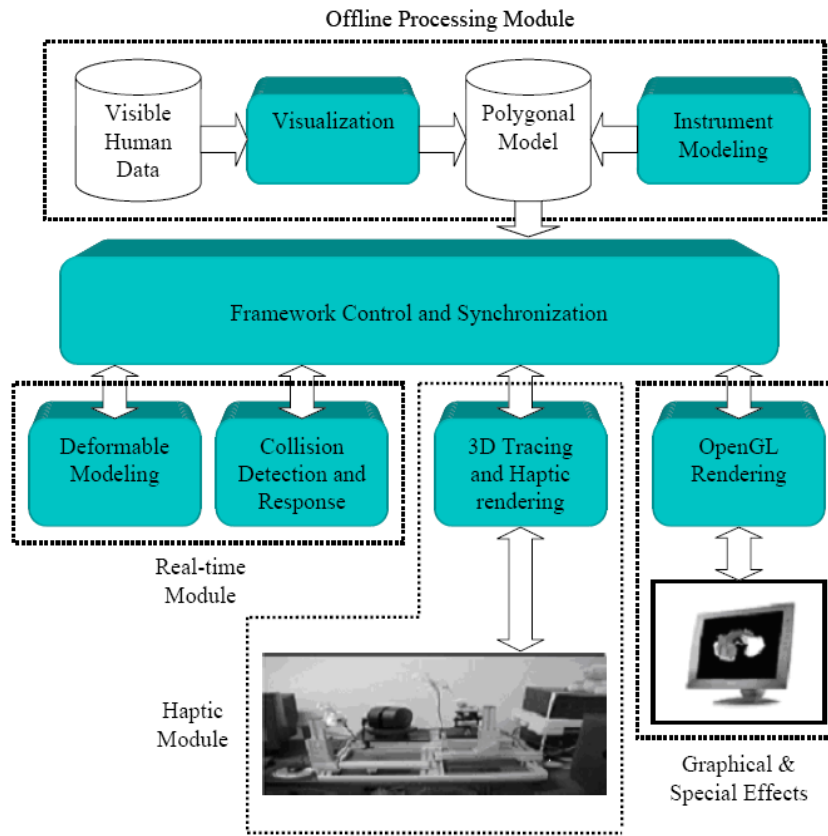 Offline Processing Module
Visible
Human
Data
Visualization
Polygonal
Model
Instrument
Modeling
Framework Control and Synchronization
Deformable
Modeling
Collision
Detection and
Response
3D Tracing
and Haptic
rendering
OpenGL
Rendering
Real-time
Module
Haptic
Module
Graphical &
Special Effects